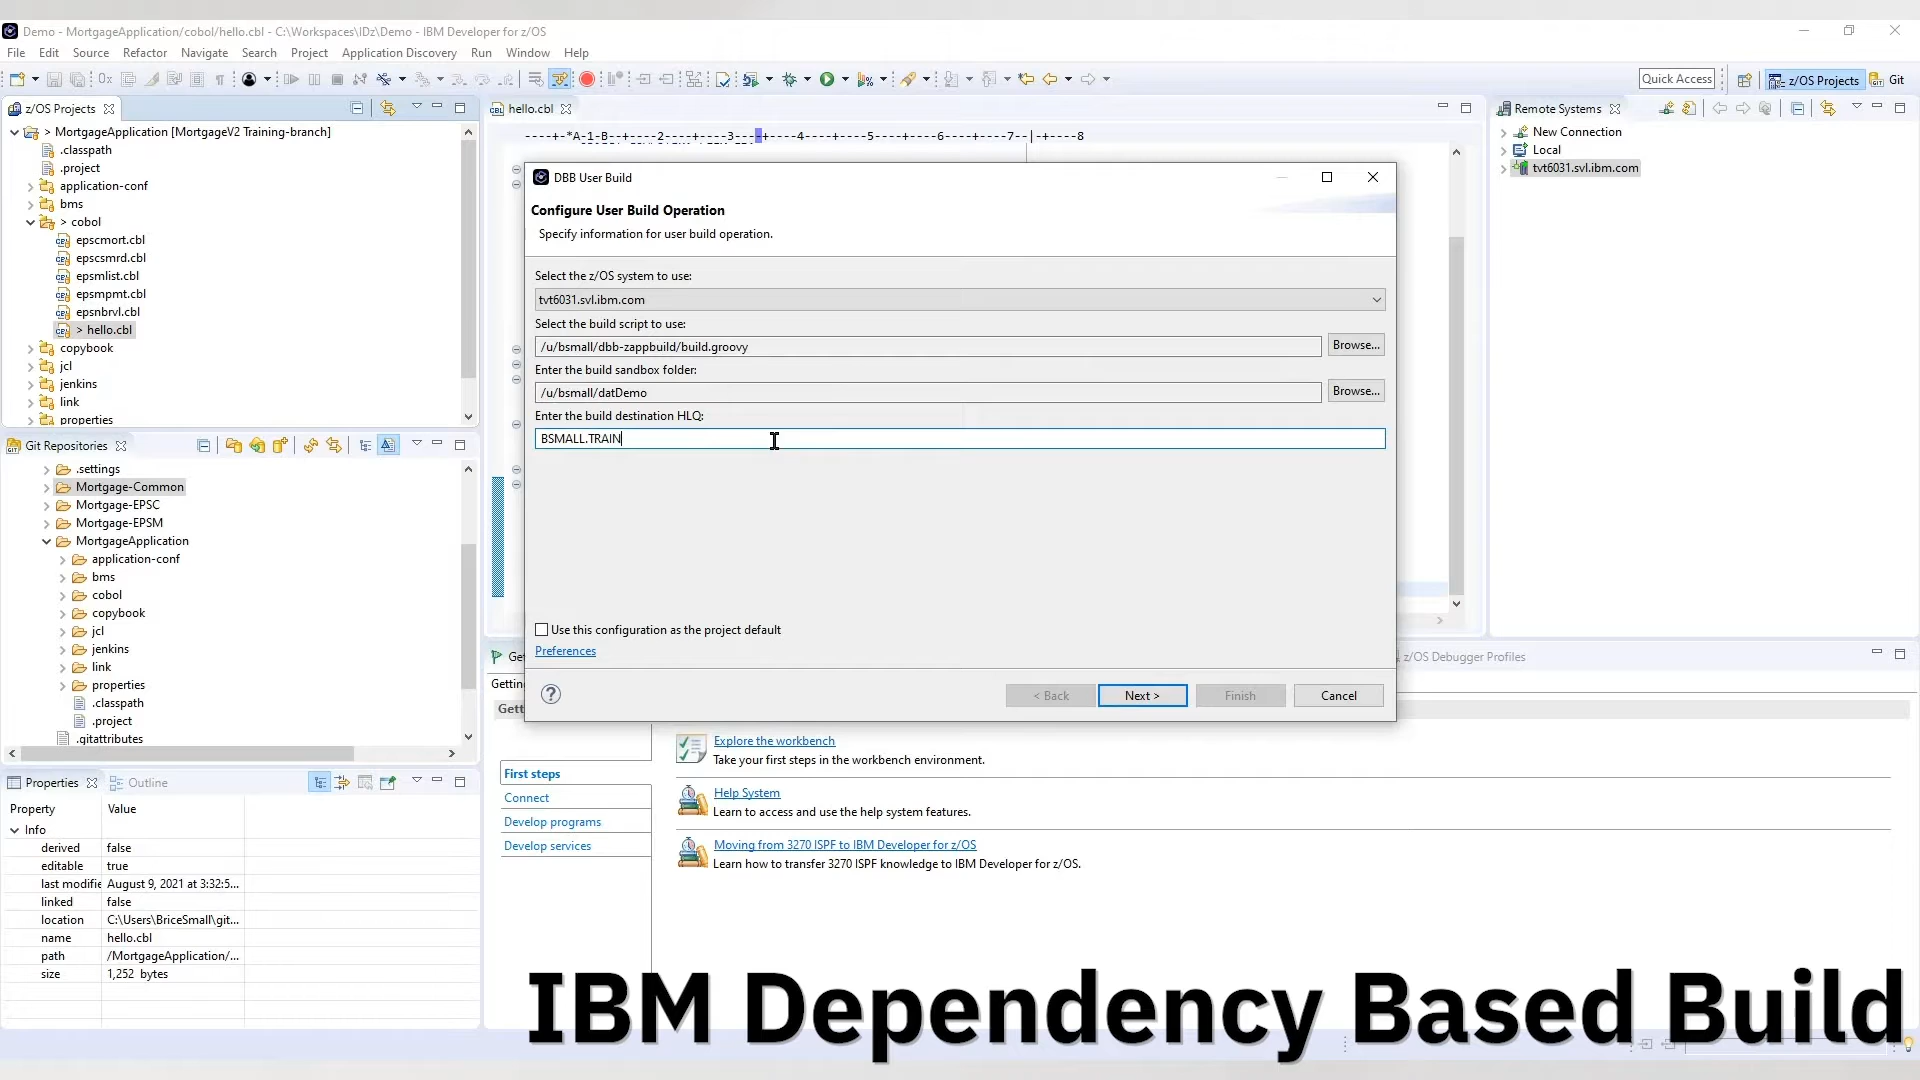 Demo - MortgageApplication/cobol/hello.cbl - C:\Workspaces\IDz\Demo - IBM Developer for z/OS
File Edit Source Refactor Navigate Search Project Application Discovery Run Window Help
Quick Access
z/OS Projects
Git
z/OS Projects
> MortgageApplication [MortgageV2 Training-branch]
.classpath
.project
application-conf
bms
> cobol
epscmort.cbl
epscsmrd.cbl
epsmlist.cbl
epsmpmt.cbl
epsnbrvl.cbl
> hello.cbl
copybook
jcl
jenkins
link
properties
hello.cbl
----+-*A-1-B--+----2----+----3----+----4----+----5----+----6----+----7--|-+----8
Remote Systems
New Connection
Local
tvt6031.svl.ibm.com
DBB User Build
Configure User Build Operation
Specify information for user build operation.
Select the z/OS system to use:
tvt6031.svl.ibm.com
Select the build script to use:
/u/bsmall/dbb-zappbuild/build.groovy
Browse...
Enter the build sandbox folder:
/u/bsmall/datDemo
Browse...
Enter the build destination HLQ:
BSMALL.TRAIN
Use this configuration as the project default
Preferences
< Back
Next >
Finish
Cancel
Git Repositories
.settings
Mortgage-Common
Mortgage-EPSC
Mortgage-EPSM
MortgageApplication
application-conf
bms
cobol
copybook
jcl
jenkins
link
properties
.classpath
.project
.gitattributes
z/OS Debugger Profiles
First steps
Connect
Develop programs
Develop services
Explore the workbench
Take your first steps in the workbench environment.
Help System
Learn to access and use the help system features.
Moving from 3270 ISPF to IBM Developer for z/OS
Learn how to transfer 3270 ISPF knowledge to IBM Developer for z/OS.
Properties
Outline
Property Value
Info
derived false
editable true
last modifie August 9, 2021 at 3:32:5...
linked false
location C:\Users\BriceSmall\git...
name hello.cbl
path /MortgageApplication/...
size 1,252 bytes
IBM Dependency Based Build